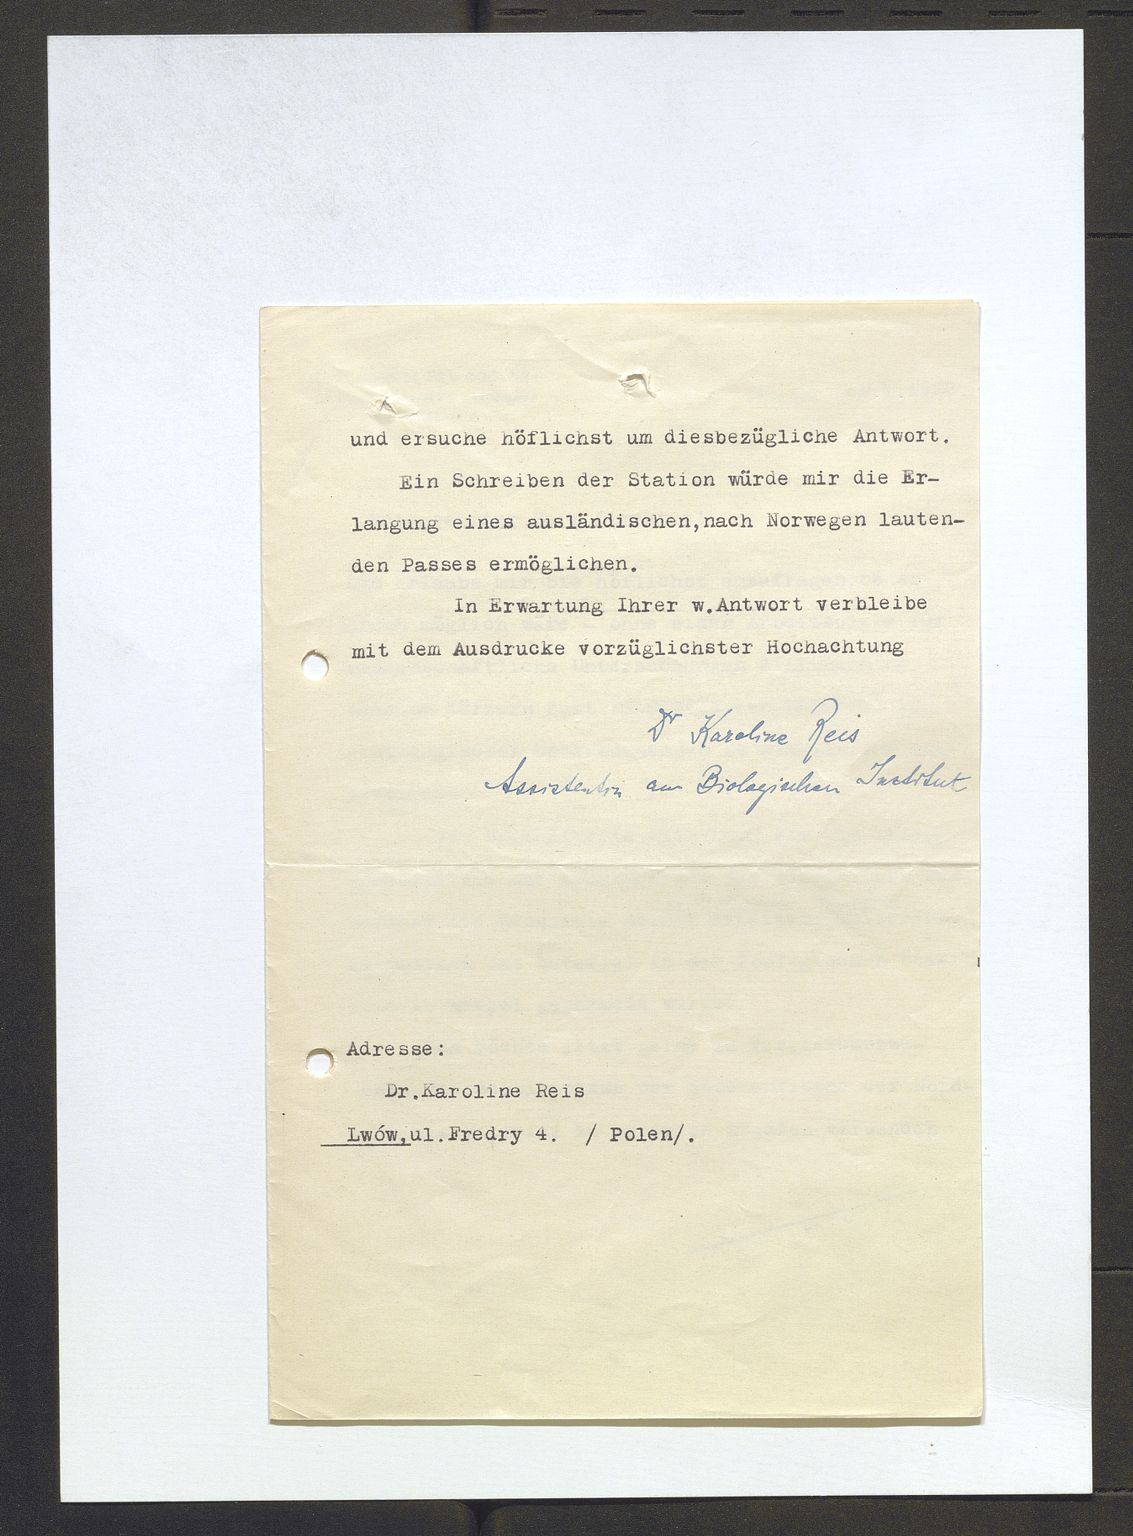 und ersuche höflichst um diesbezügliche Antwort.
Ein Schreiben der Station würde mir die Er-
langung eines ausländischen,nach Norwegen lauten-
den Passes ermöglichen.
In Erwartung Ihrer w.Antwort verbleibe
mit dem Ausdrucke vorzüglichster Hochachtung
Dr Karoline Reis
Assistentin am Biologischen Institut
Adresse:
Dr.Karoline Reis
Lwów,ul.Fredry 4. / Polen/.